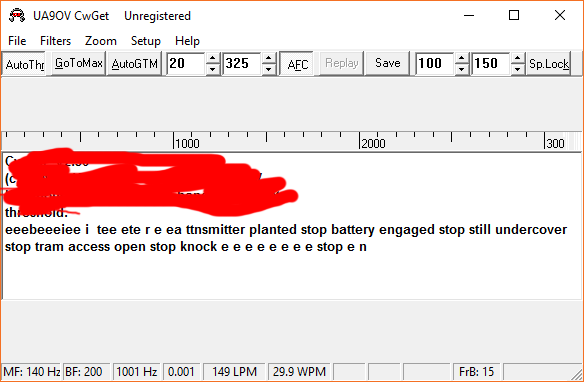 UA9OV CwGet Unregistered
File Filters Zoom Setup Help
AutoThr GoToMax AutoGTM 20 325 AFC Replay Save 100 150 Sp.Lock
1000 2000 300
threshold.
eeebeeeiee i tee ete r e ea ttnsmitter planted stop battery engaged stop still undercover
stop tram access open stop knock e e e e e e e e stop e n
MF: 140 Hz BF: 200 1001 Hz 0.001 149 LPM 29.9 WPM FrB: 15